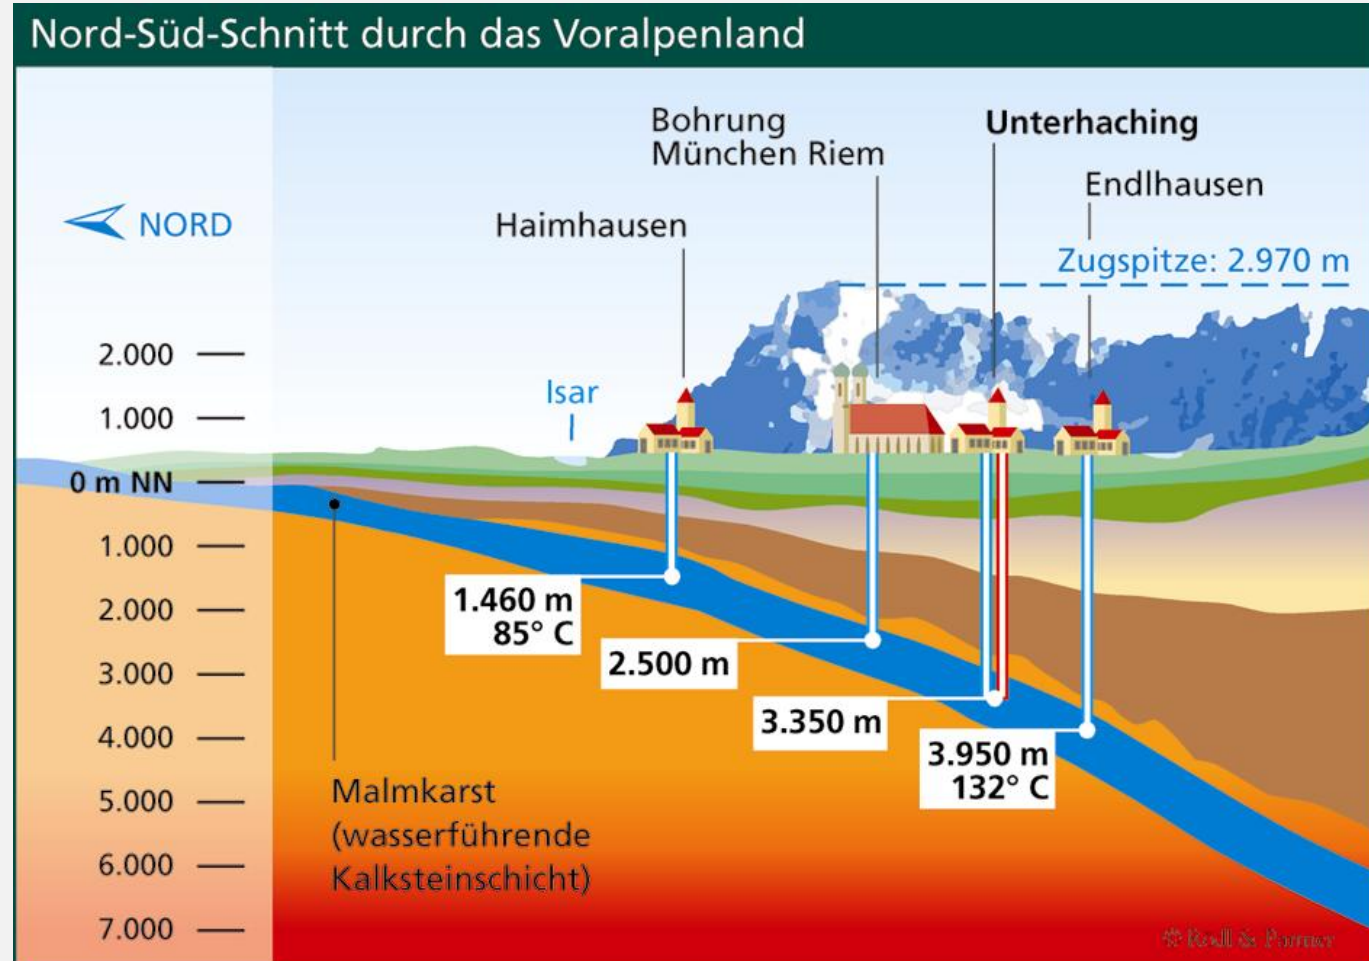 Nord-Süd-Schnitt durch das Voralpenland
Bohrung
München Riem
Unterhaching
Endlhausen
Haimhausen
NORD
Zugspitze: 2.970 m
Isar
2.000
1.000
0 m NN
1.000
2.000
3.000
4.000
5.000
6.000
7.000
1.460 m
85° C
2.500 m
3.350 m
3.950 m
132° C
Malmkarst
(wasserführende
Kalksteinschicht)
Rödl & Partner